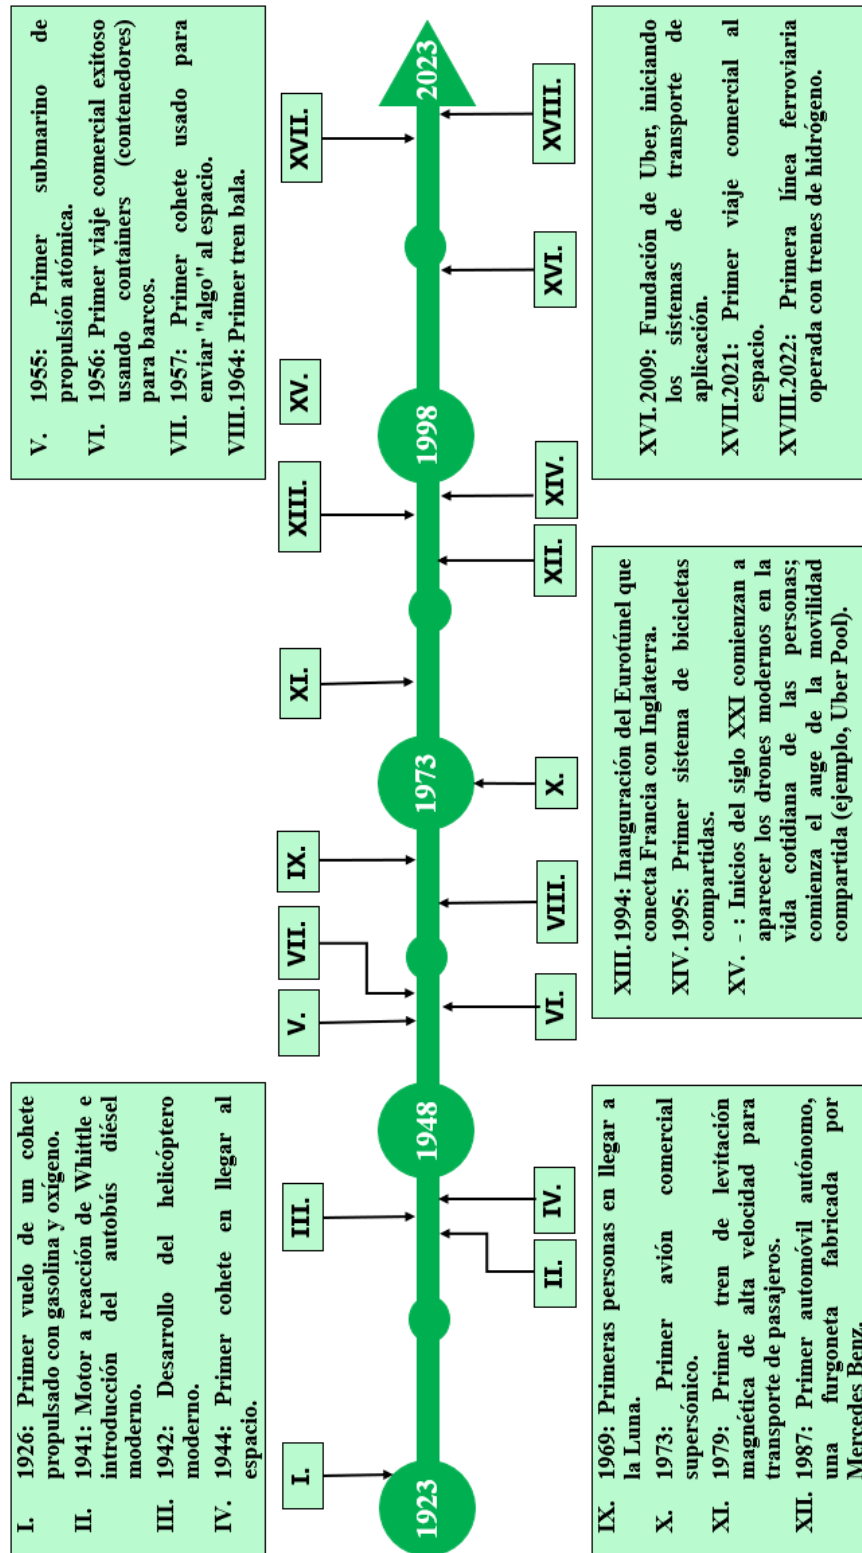 I. 1926: Primer vuelo de un cohete
propulsado con gasolina y oxígeno.
II. 1941: Motor a reacción de Whittle e
introducción del autobús diésel
moderno.
III. 1942: Desarrollo del helicóptero
moderno.
IV. 1944: Primer cohete en llegar al
espacio.
V. 1955: Primer submarino de
propulsión atómica.
VI. 1956: Primer viaje comercial exitoso
usando containers (contenedores)
para barcos.
VII. 1957: Primer cohete usado para
enviar "algo" al espacio.
VIII. 1964: Primer tren bala.
I.
III.
V.
VII.
IX.
XI.
XIII.
XV.
XVII.
1923
1948
1973
1998
2023
II.
IV.
VI.
VIII.
X.
XII.
XIV.
XVI.
XVIII.
IX. 1969: Primeras personas en llegar a
la Luna.
X. 1973: Primer avión comercial
supersónico.
XI. 1979: Primer tren de levitación
magnética de alta velocidad para
transporte de pasajeros.
XII. 1987: Primer automóvil autónomo,
una furgoneta fabricada por
Mercedes Benz.
XIII. 1994: Inauguración del Eurotúnel que
conecta Francia con Inglaterra.
XIV. 1995: Primer sistema de bicicletas
compartidas.
XV. - : Inicios del siglo XXI comienzan a
aparecer los drones modernos en la
vida cotidiana de las personas;
comienza el auge de la movilidad
compartida (ejemplo, Uber Pool).
XVI. 2009: Fundación de Uber, iniciando
los sistemas de transporte de
aplicación.
XVII. 2021: Primer viaje comercial al
espacio.
XVIII. 2022: Primera línea ferroviaria
operada con trenes de hidrógeno.